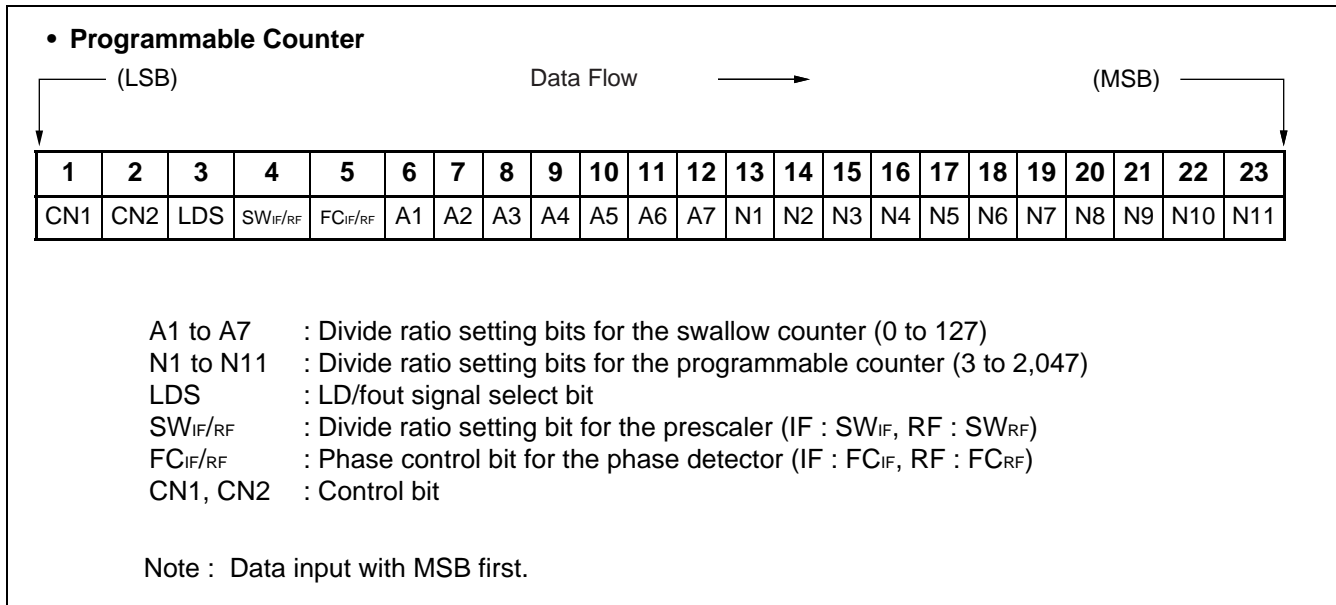 • Programmable Counter
(LSB) Data Flow (MSB)
1 2 3 4 5 6 7 8 9 10 11 12 13 14 15 16 17 18 19 20 21 22 23
CN1 CN2 LDS SWIF/RF FCIF/RF A1 A2 A3 A4 A5 A6 A7 N1 N2 N3 N4 N5 N6 N7 N8 N9 N10 N11
A1 to A7 : Divide ratio setting bits for the swallow counter (0 to 127)
N1 to N11 : Divide ratio setting bits for the programmable counter (3 to 2,047)
LDS : LD/fout signal select bit
SWIF/RF : Divide ratio setting bit for the prescaler (IF : SWIF, RF : SWRF)
FCIF/RF : Phase control bit for the phase detector (IF : FCIF, RF : FCRF)
CN1, CN2 : Control bit
Note : Data input with MSB first.